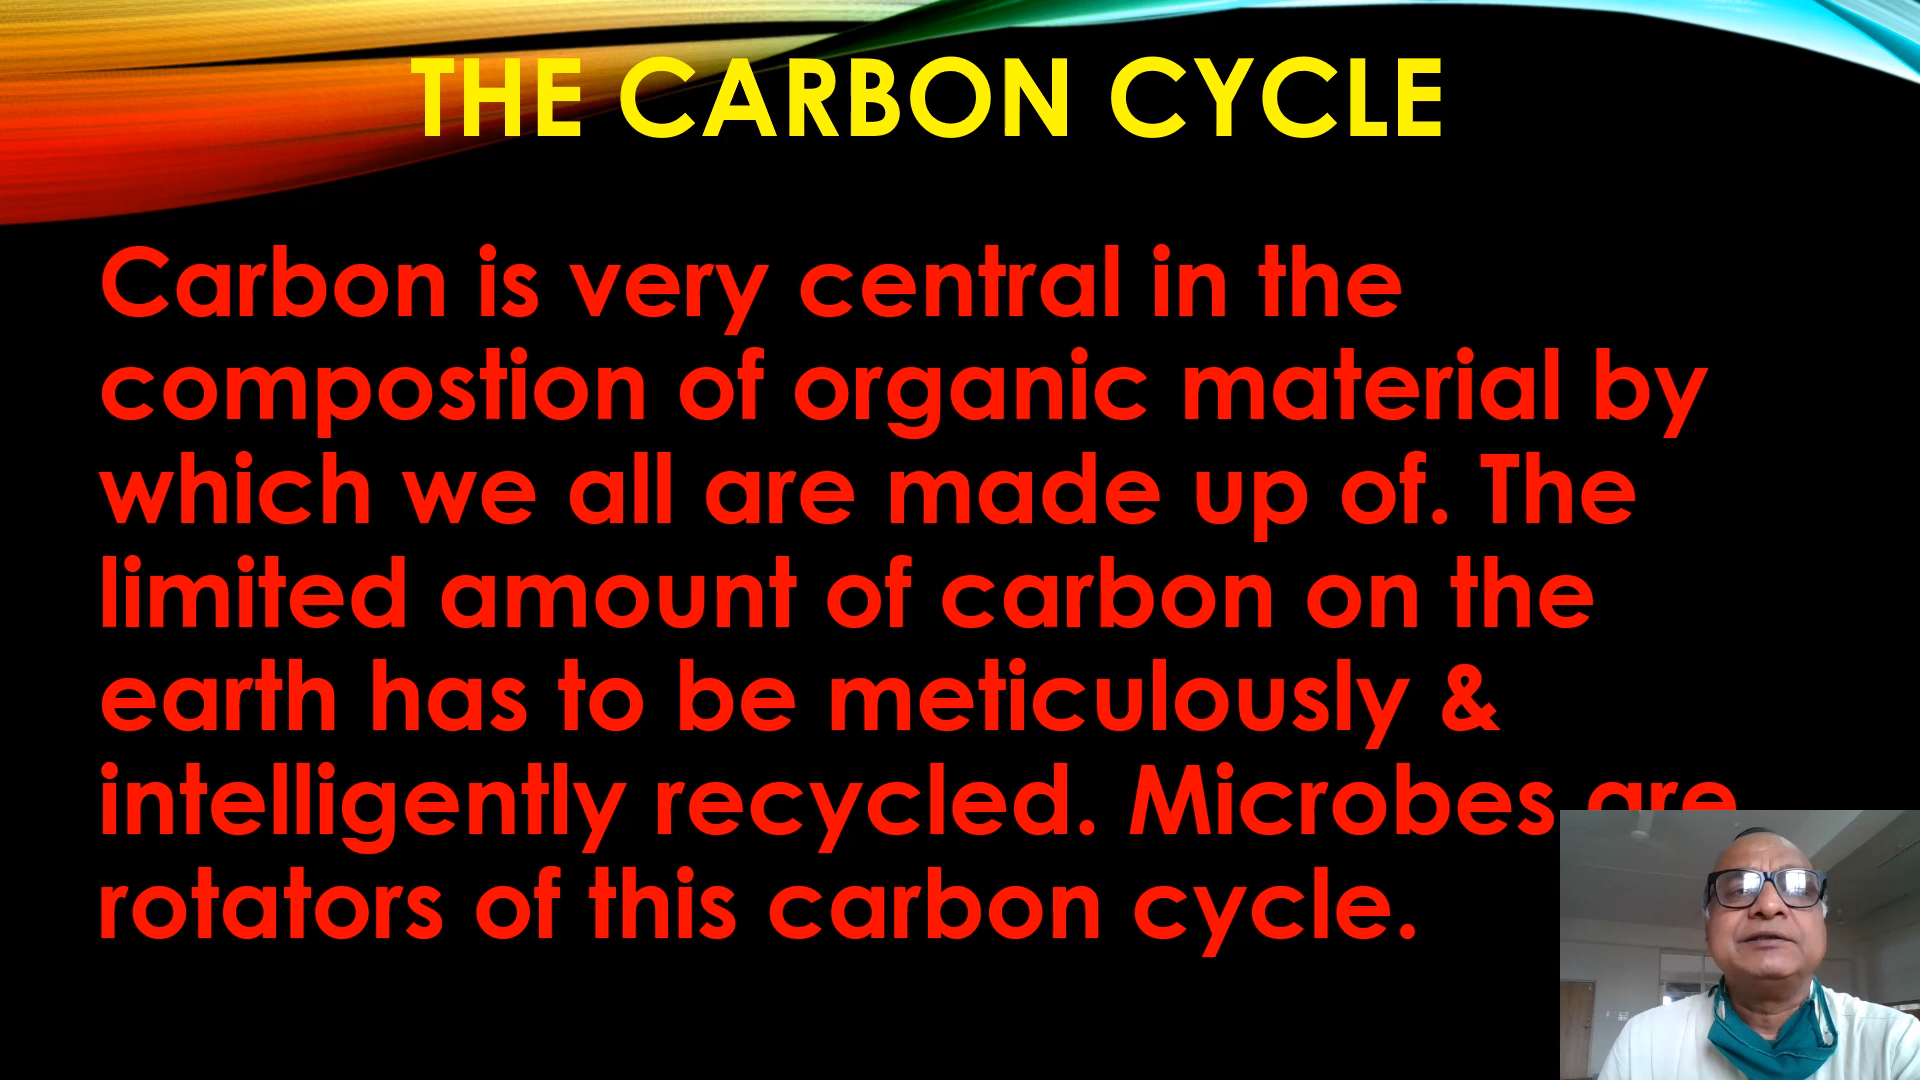 THE CARBON CYCLE
Carbon is very central in the
compostion of organic material by
which we all are made up of. The
limited amount of carbon on the
earth has to be meticulously &
intelligently recycled. Microbes are
rotators of this carbon cycle.